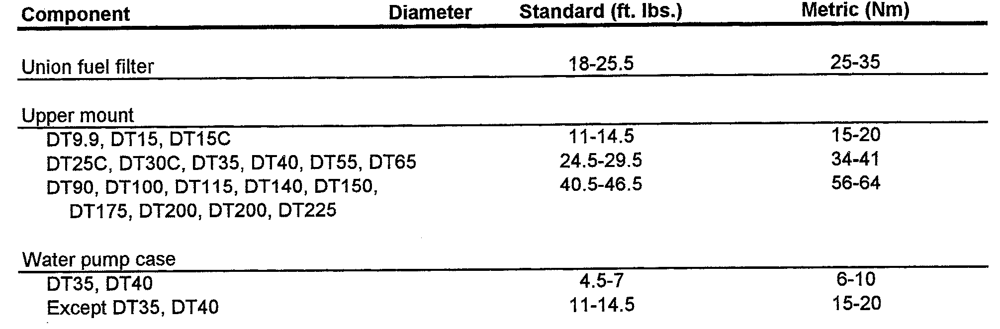 Component Diameter Standard (ft. lbs.) Metric (Nm)
Union fuel filter 18-25.5 25-35
Upper mount
DT9.9, DT15, DT15C 11-14.5 15-20
DT25C, DT30C, DT35, DT40, DT55, DT65 24.5-29.5 34-41
DT90, DT100, DT115, DT140, DT150, 40.5-46.5 56-64
DT175, DT200, DT200, DT225
Water pump case
DT35, DT40 4.5-7 6-10
Except DT35, DT40 11-14.5 15-20